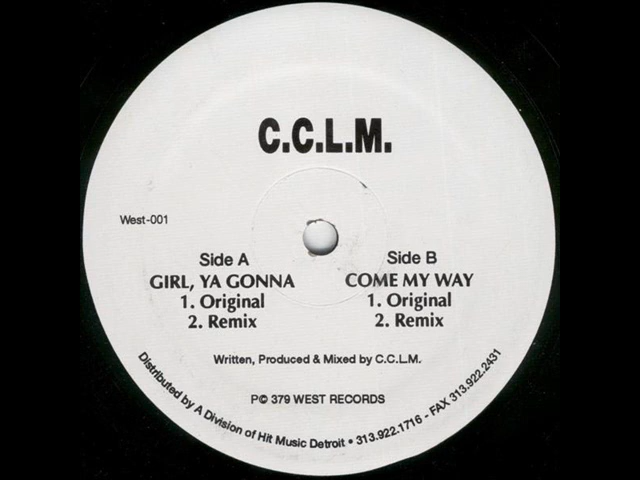 C.C.L.M.
West-001
Side A
GIRL, YA GONNA
1. Original
2. Remix
Side B
COME MY WAY
1. Original
2. Remix
Written, Produced & Mixed by C.C.L.M.
P© 379 WEST RECORDS
Distributed by A Division of Hit Music Detroit • 313.922.1716 - FAX 313.922.2431